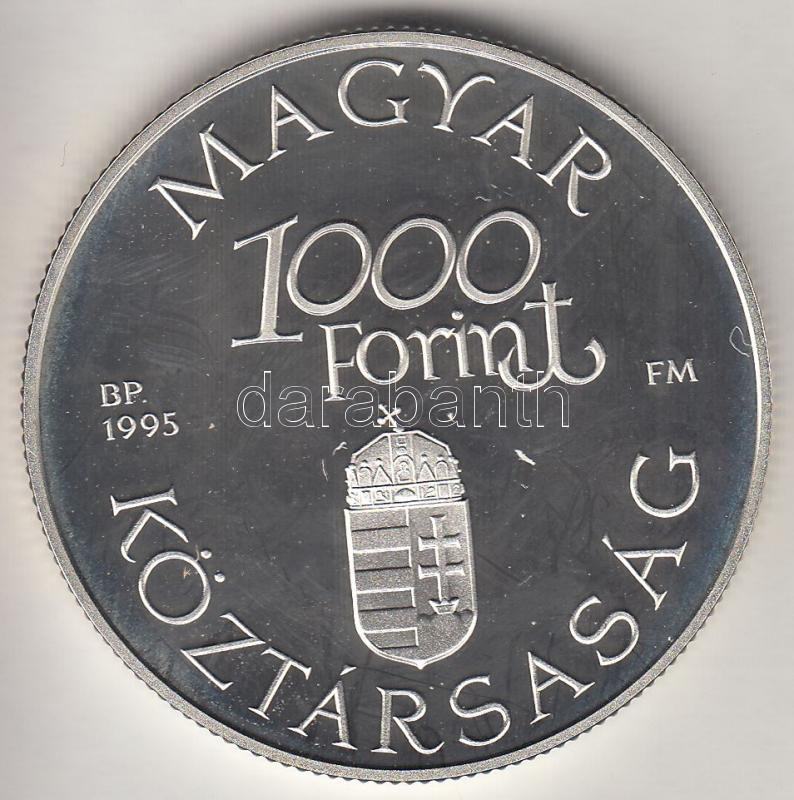 MAGYAR
1000
Forint
BP.
1995
FM
darabanth
KÖZTÁRSASÁG